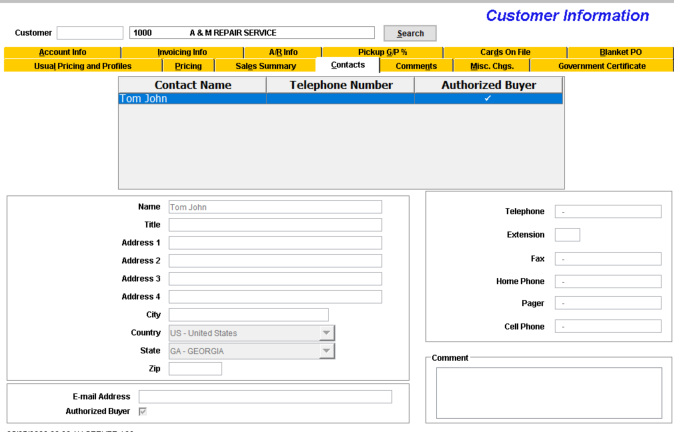 Customer Information
Customer 1000 A & M REPAIR SERVICE Search
Account Info Invoicing Info A/R Info Pickup G/P % Cards On File Blanket PO
Usual Pricing and Profiles Pricing Sales Summary Contacts Comments Misc. Chgs. Government Certificate
Contact Name Telephone Number Authorized Buyer
Tom John ✓
Name Tom John
Title
Address 1
Address 2
Address 3
Address 4
City
Country US - United States
State GA - GEORGIA
Zip
E-mail Address
Authorized Buyer
Telephone -
Extension
Fax -
Home Phone -
Pager -
Cell Phone -
Comment